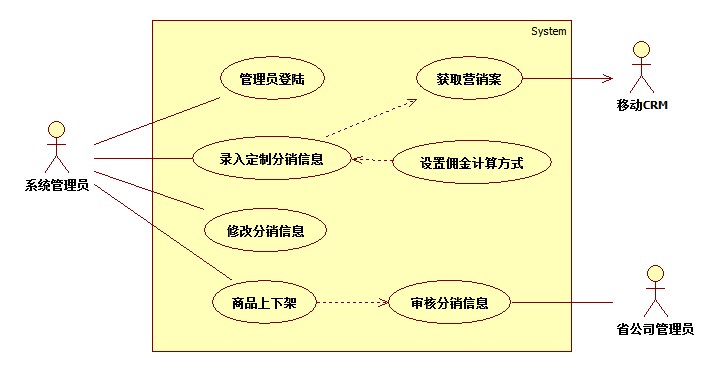 System
管理员登陆
获取营销案
移动CRM
录入定制分销信息
设置佣金计算方式
系统管理员
修改分销信息
商品上下架
审核分销信息
省公司管理员